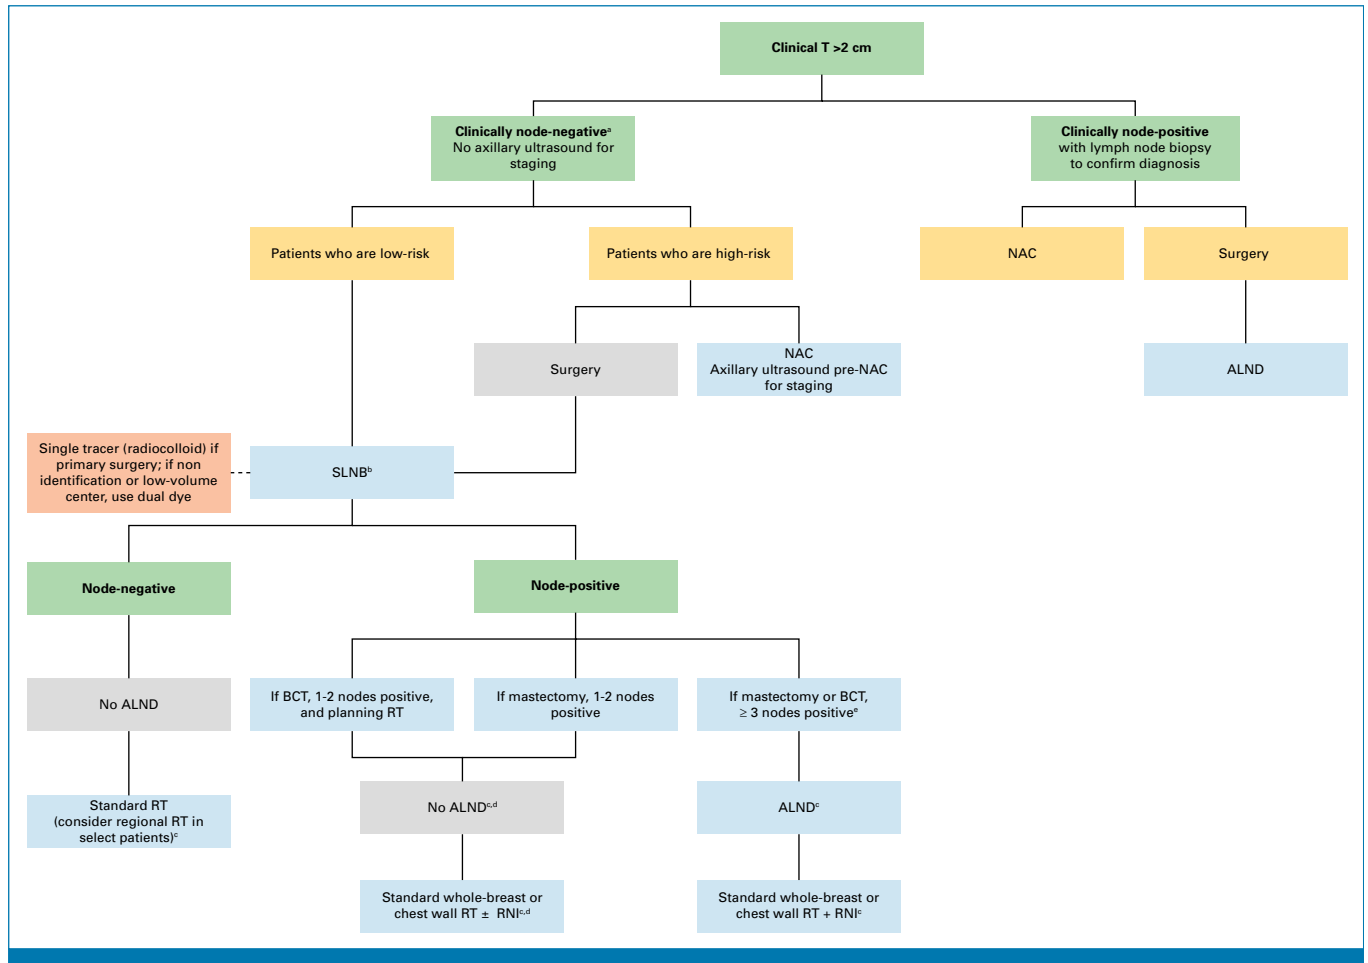 Clinical T >2 cm
Clinically node-negativeᵃ
No axillary ultrasound for
staging
Clinically node-positive
with lymph node biopsy
to confirm diagnosis
Patients who are low-risk
Patients who are high-risk
NAC
Surgery
Surgery
NAC
Axillary ultrasound pre-NAC
for staging
ALND
Single tracer (radiocolloid) if
primary surgery; if non
identification or low-volume
center, use dual dye
SLNBᵇ
Node-negative
Node-positive
No ALND
If BCT, 1-2 nodes positive,
and planning RT
If mastectomy, 1-2 nodes
positive
If mastectomy or BCT,
≥ 3 nodes positiveᵉ
Standard RT
(consider regional RT in
select patients)ᶜ
No ALNDᶜ,ᵈ
ALNDᶜ
Standard whole-breast or
chest wall RT ± RNIᶜ,ᵈ
Standard whole-breast or
chest wall RT + RNIᶜ